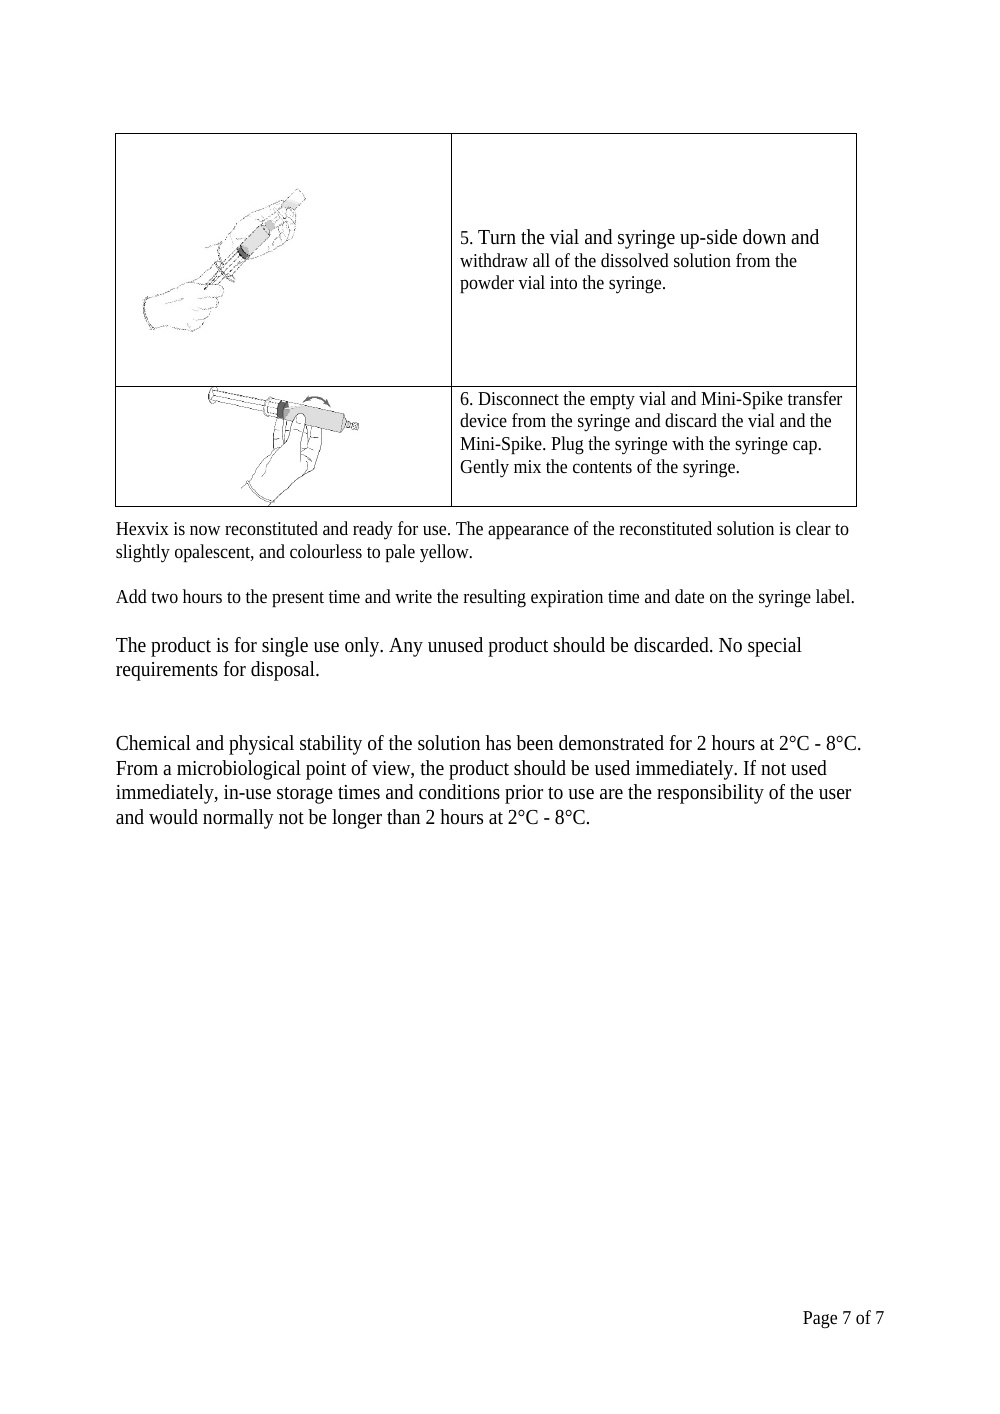 5. Turn the vial and syringe up-side down and
withdraw all of the dissolved solution from the
powder vial into the syringe.
6. Disconnect the empty vial and Mini-Spike transfer
device from the syringe and discard the vial and the
Mini-Spike. Plug the syringe with the syringe cap.
Gently mix the contents of the syringe.
Hexvix is now reconstituted and ready for use. The appearance of the reconstituted solution is clear to
slightly opalescent, and colourless to pale yellow.
Add two hours to the present time and write the resulting expiration time and date on the syringe label.
The product is for single use only. Any unused product should be discarded. No special
requirements for disposal.
Chemical and physical stability of the solution has been demonstrated for 2 hours at 2°C - 8°C.
From a microbiological point of view, the product should be used immediately. If not used
immediately, in-use storage times and conditions prior to use are the responsibility of the user
and would normally not be longer than 2 hours at 2°C - 8°C.
Page 7 of 7